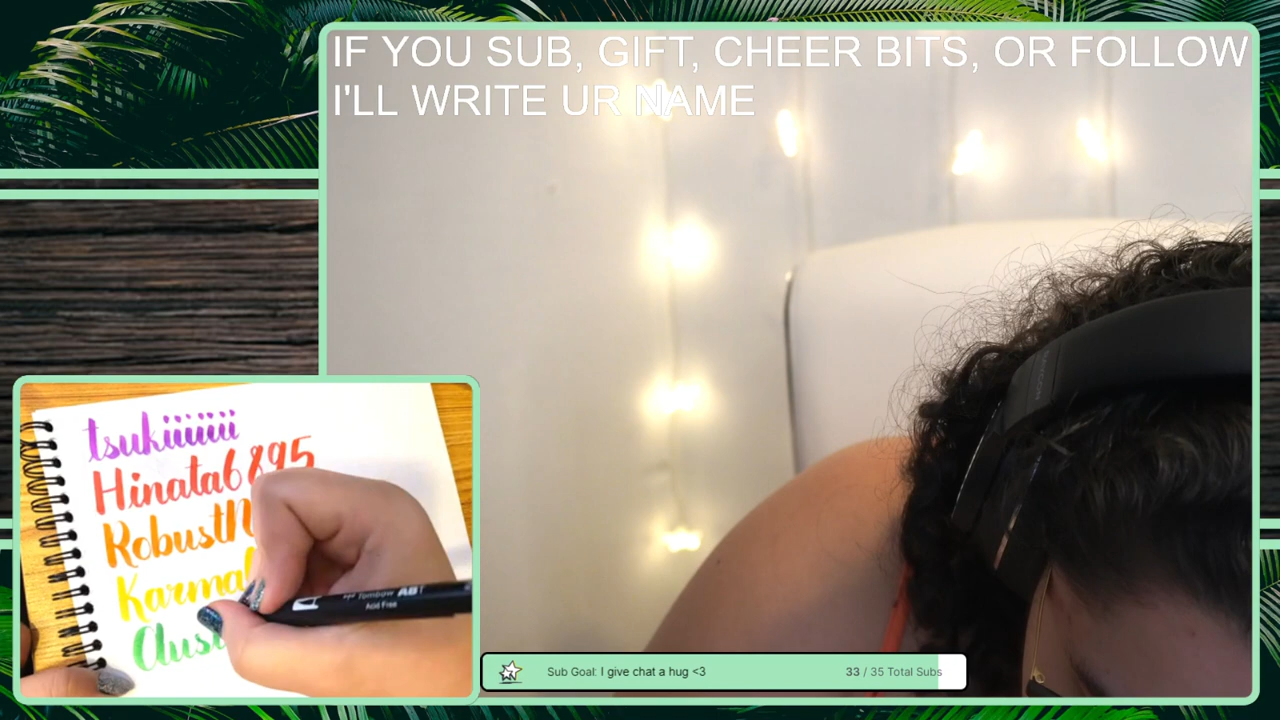 IF YOU SUB, GIFT, CHEER BITS, OR FOLLOW
I'LL WRITE UR NAME
tsukiiiiiii
Hinata6895
Tombow ABT
Acid Free
Sub Goal: I give chat a hug <3
33 / 35 Total Subs